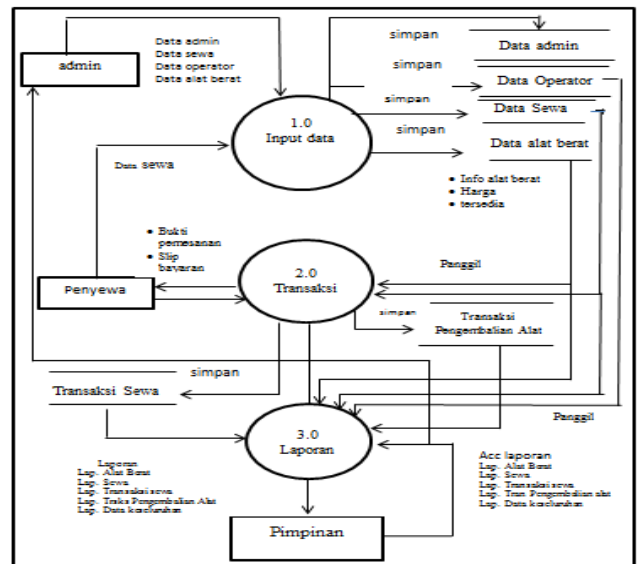 admin
Data admin
Data sewa
Data operator
Data alat berat
simpan
Data admin
simpan
Data Operator
simpan
Data Sewa
simpan
Data alat berat
1.0
Input data
Data sewa
• Info alat berat
• Harga
• tersedia
• Bukti
pemesanan
• Slip
bayaran
Penyewa
2.0
Transaksi
Panggil
simpan
Transaksi
Pengembalian Alat
simpan
Transaksi Sewa
Panggil
3.0
Laporan
Laporan
Lap. Alat Berat
Lap. Sewa
Lap. Transaksi sewa
Lap. Traks Pengembalian Alat
Lap. Data keseluruhan
Acc laporan
Lap. Alat Berat
Lap. Sewa
Lap. Transaksi sewa
Lap. Tran Pengembalian alat
Lap. Data keseluruhan
Pimpinan